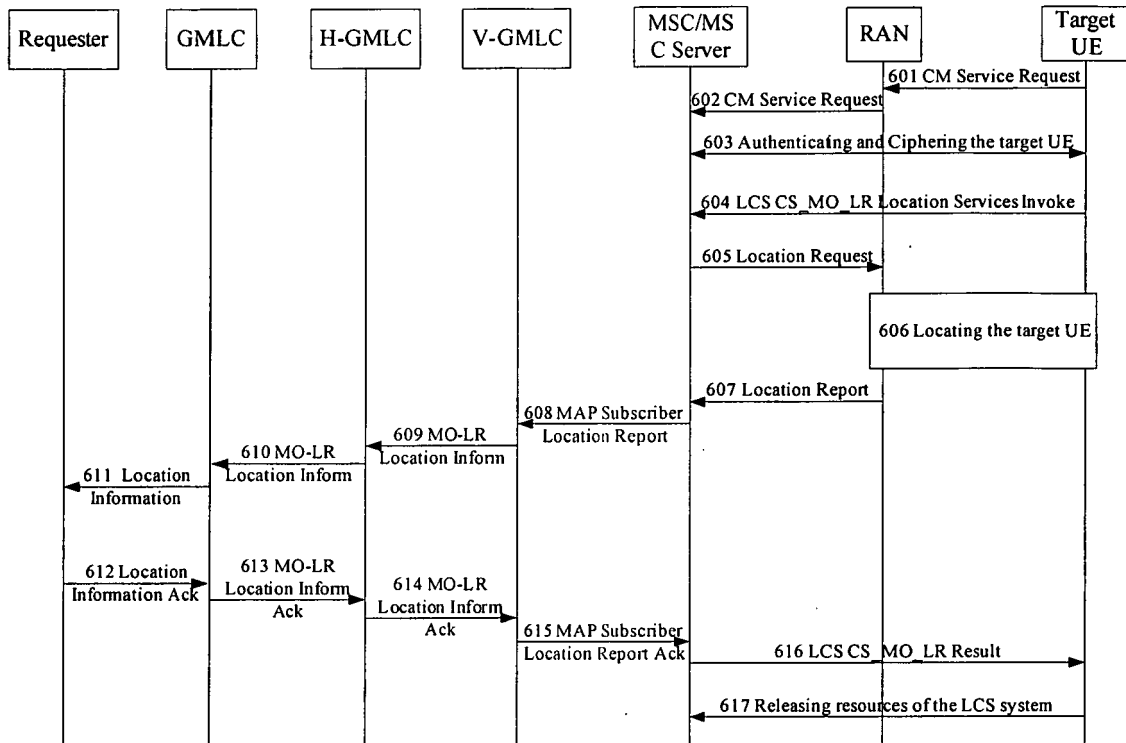 Requester
GMLC
H-GMLC
V-GMLC
MSC/MS
C Server
RAN
Target
UE
601 CM Service Request
602 CM Service Request
603 Authenticating and Ciphering the target UE
604 LCS CS_MO_LR Location Services Invoke
605 Location Request
606 Locating the target UE
607 Location Report
608 MAP Subscriber
Location Report
609 MO-LR
Location Inform
610 MO-LR
Location Inform
611 Location
Information
612 Location
Information Ack
613 MO-LR
Location Inform
Ack
614 MO-LR
Location Inform
Ack
615 MAP Subscriber
Location Report Ack
616 LCS CS_MO_LR Result
617 Releasing resources of the LCS system